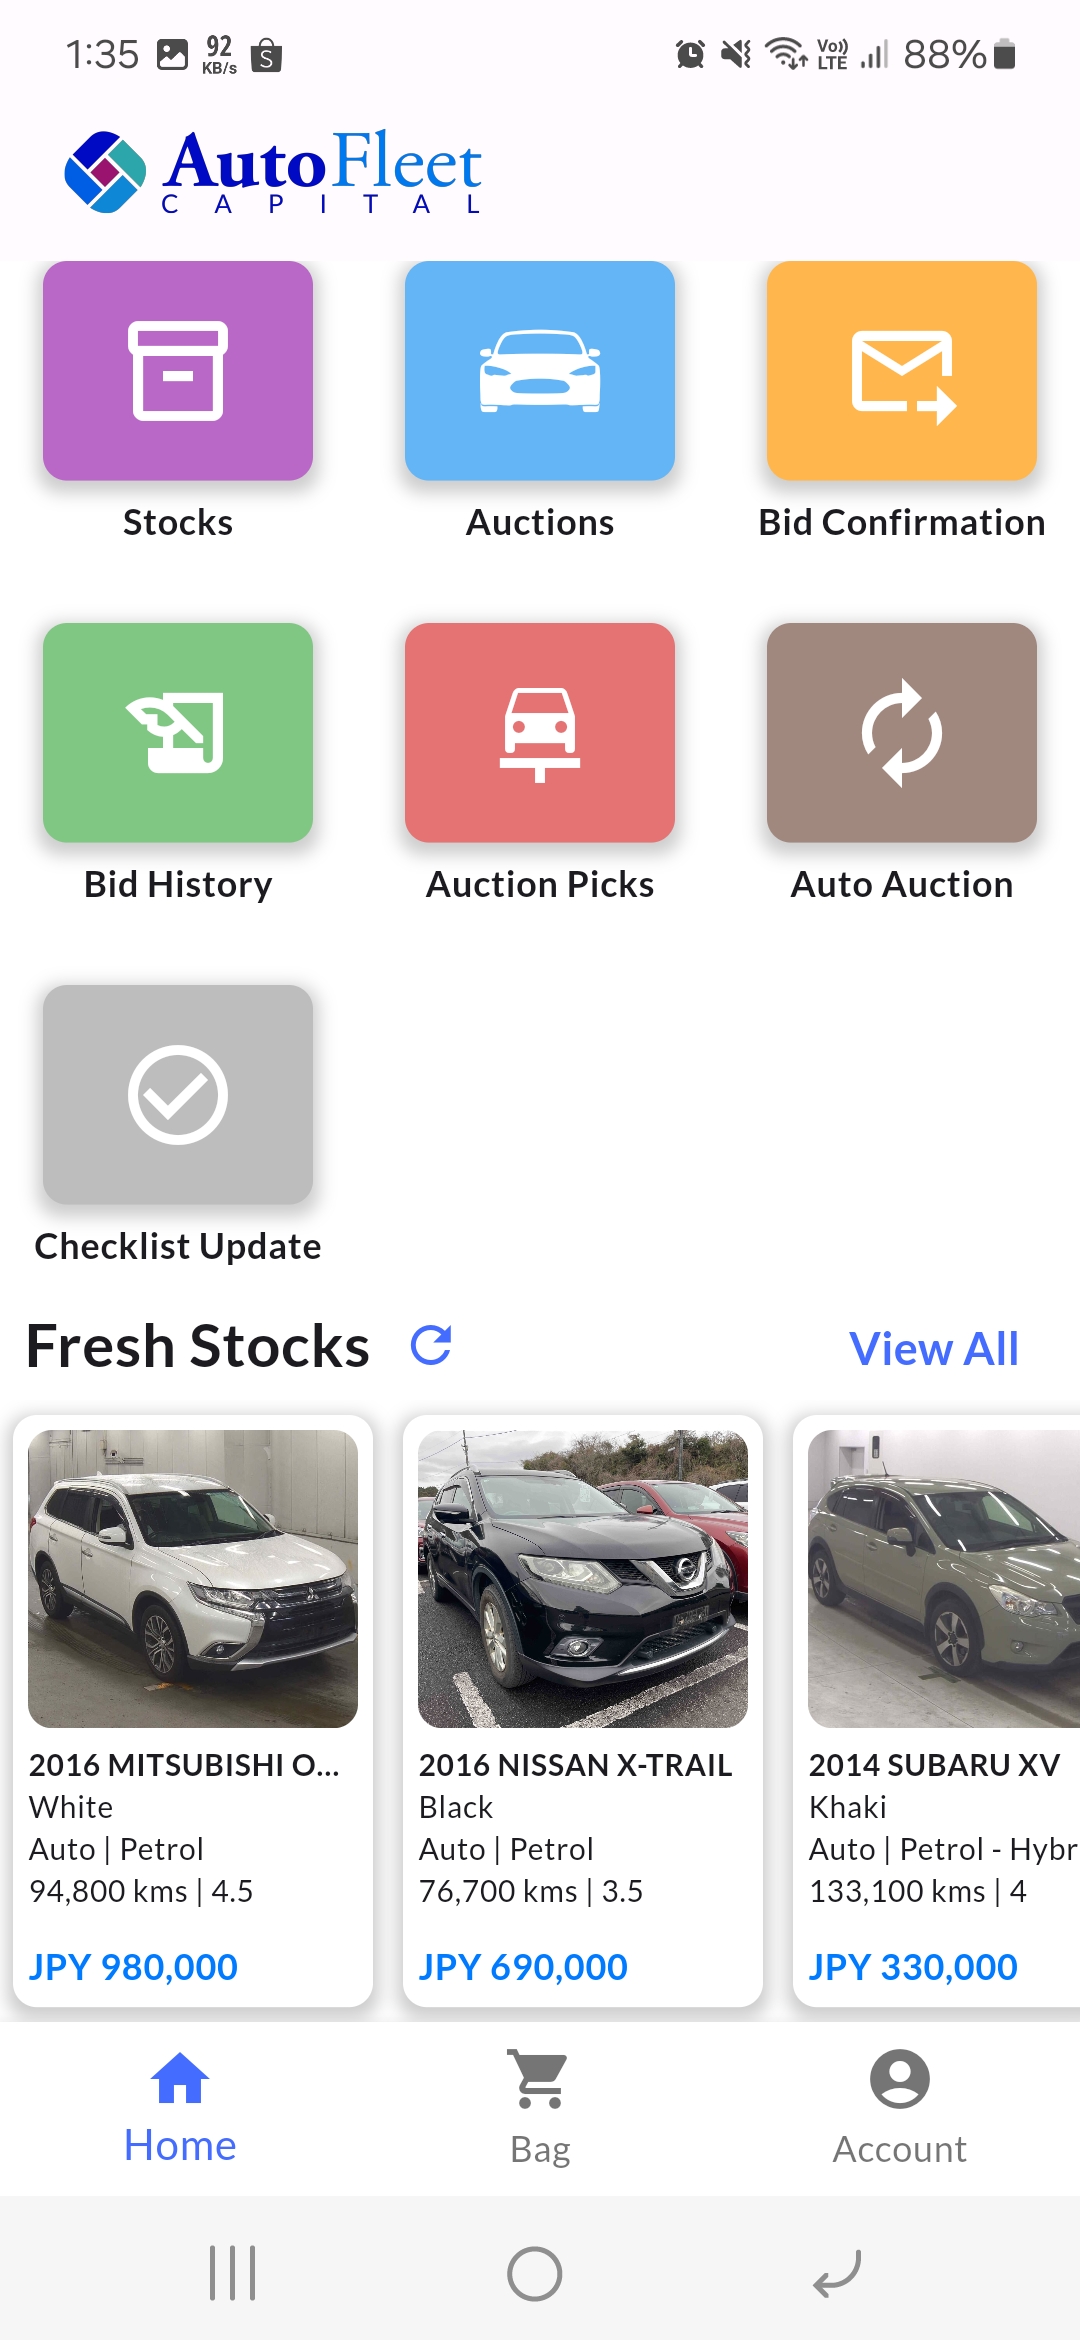 1:35
92
KB/s
S
Vo))
LTE
88%
AutoFleet
CAPITAL
Stocks
Auctions
Bid Confirmation
Bid History
Auction Picks
Auto Auction
Checklist Update
Fresh Stocks
View All
2016 MITSUBISHI O...
White
Auto | Petrol
94,800 kms | 4.5
JPY 980,000
2016 NISSAN X-TRAIL
Black
Auto | Petrol
76,700 kms | 3.5
JPY 690,000
2014 SUBARU XV
Khaki
Auto | Petrol - Hybr
133,100 kms | 4
JPY 330,000
Home
Bag
Account